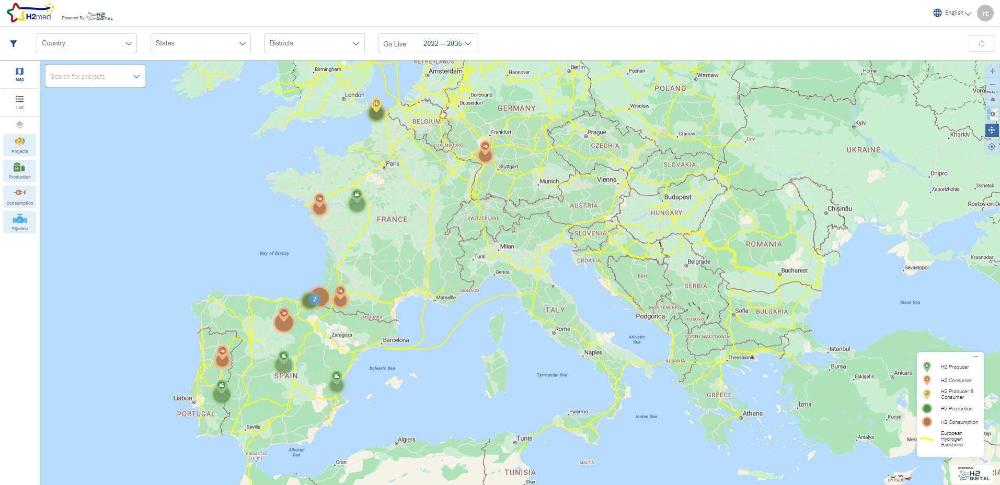 H2med
Powered By H2 DIGITAL
English
rt
Country
States
Districts
Go Live 2022—2035
Map
List
Projects
Production
Consumption
Pipeline
Search for projects
NETHERLANDS
Birmingham
Amsterdam
Hannover
Berlin
Poznan
Warsaw
Homel
POLAND
London
Dortmund
Düsseldorf
GERMANY
Wrocław
BELGIUM
Kyiv
Kharkiv
Frankfurt
Prague
Cracow
Lviv
LUXEMBOURG
CZECHIA
UKRAINE
Paris
Stuttgart
SLOVAKIA
Munich
Vienna
Dnipro
Donetsk
Zaporizhzhia
Budapest
Rostov-on-D
AUSTRIA
Chișinău
FRANCE
SWITZERLAND
HUNGARY
SLOVENIA
Milan
ROMANIA
Bay of Biscay
Turin
CROATIA
Belgrade
Krasnodar
Genoa
Bucharest
Sevastopol
B&H
SERBIA
MONACO
Marseille
2
Black Sea
ITALY
MONTENEGRO
Sofia
BULGARIA
ANDORRA
Podgorica
KOSOVO
Rome
Zaragoza
Barcelona
Adriatic
Sea
NORTH MACEDONIA
Naples
Istanbul
Thessaloniki
ALBANIA
Bursa
Balearic Sea
SPAIN
Tyrrhenian Sea
Ankara
Eskişehir
Lisbon
GREECE
PORTUGAL
İzmir
Palermo
Athens
Ionian Sea
Konya
Seville
Algiers
Tunis
Antalya
Alboran
Sea
GIBRALTAR
(U.K.)
Oran
MALTA
TUNISIA
Sfax
CYPRUS
H2 Producer
H2 Consumer
H2 Producer &
Consumer
H2 Production
H2 Consumption
European
Hydrogen
Backbone
POWERED BY
H2
DIGITAL